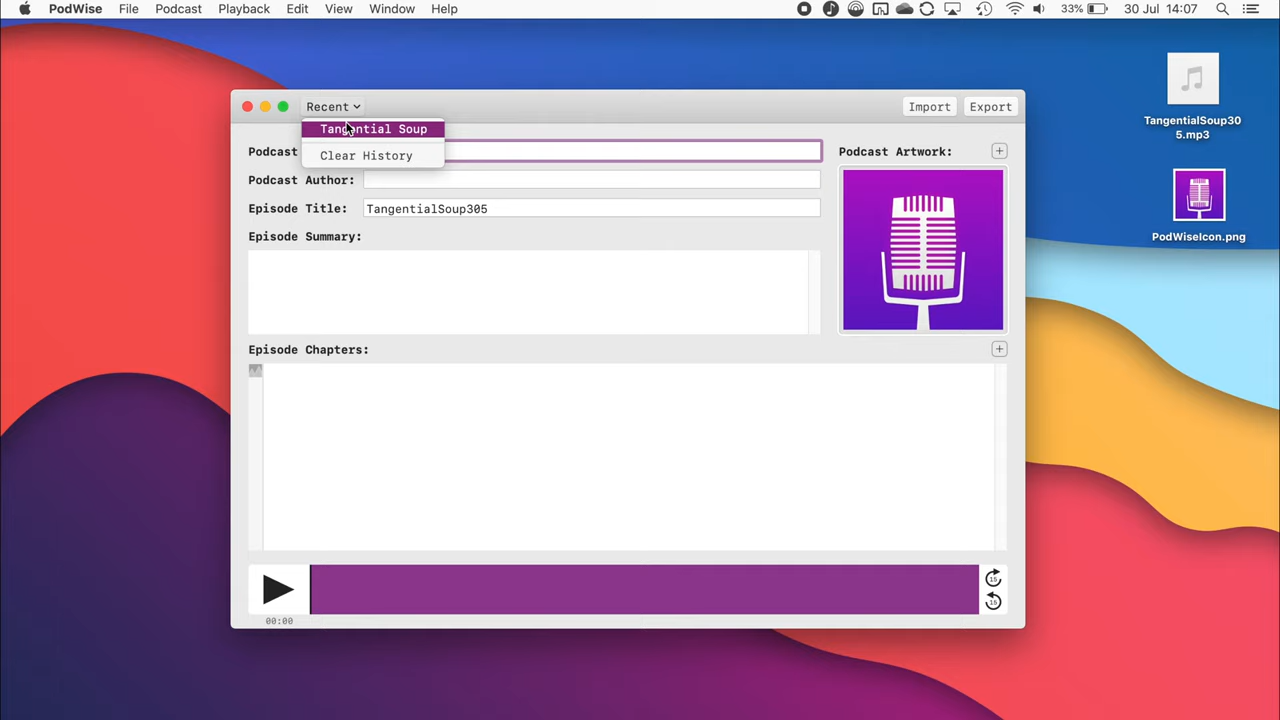 PodWise File Podcast Playback Edit View Window Help 33% 30 Jul 14:07
Recent Import Export
Tangential Soup
Clear History
Podcast
Podcast Author:
Episode Title: TangentialSoup305
Episode Summary:
Episode Chapters:
Podcast Artwork:
00:00
15
15
TangentialSoup30
5.mp3
PodWiseIcon.png